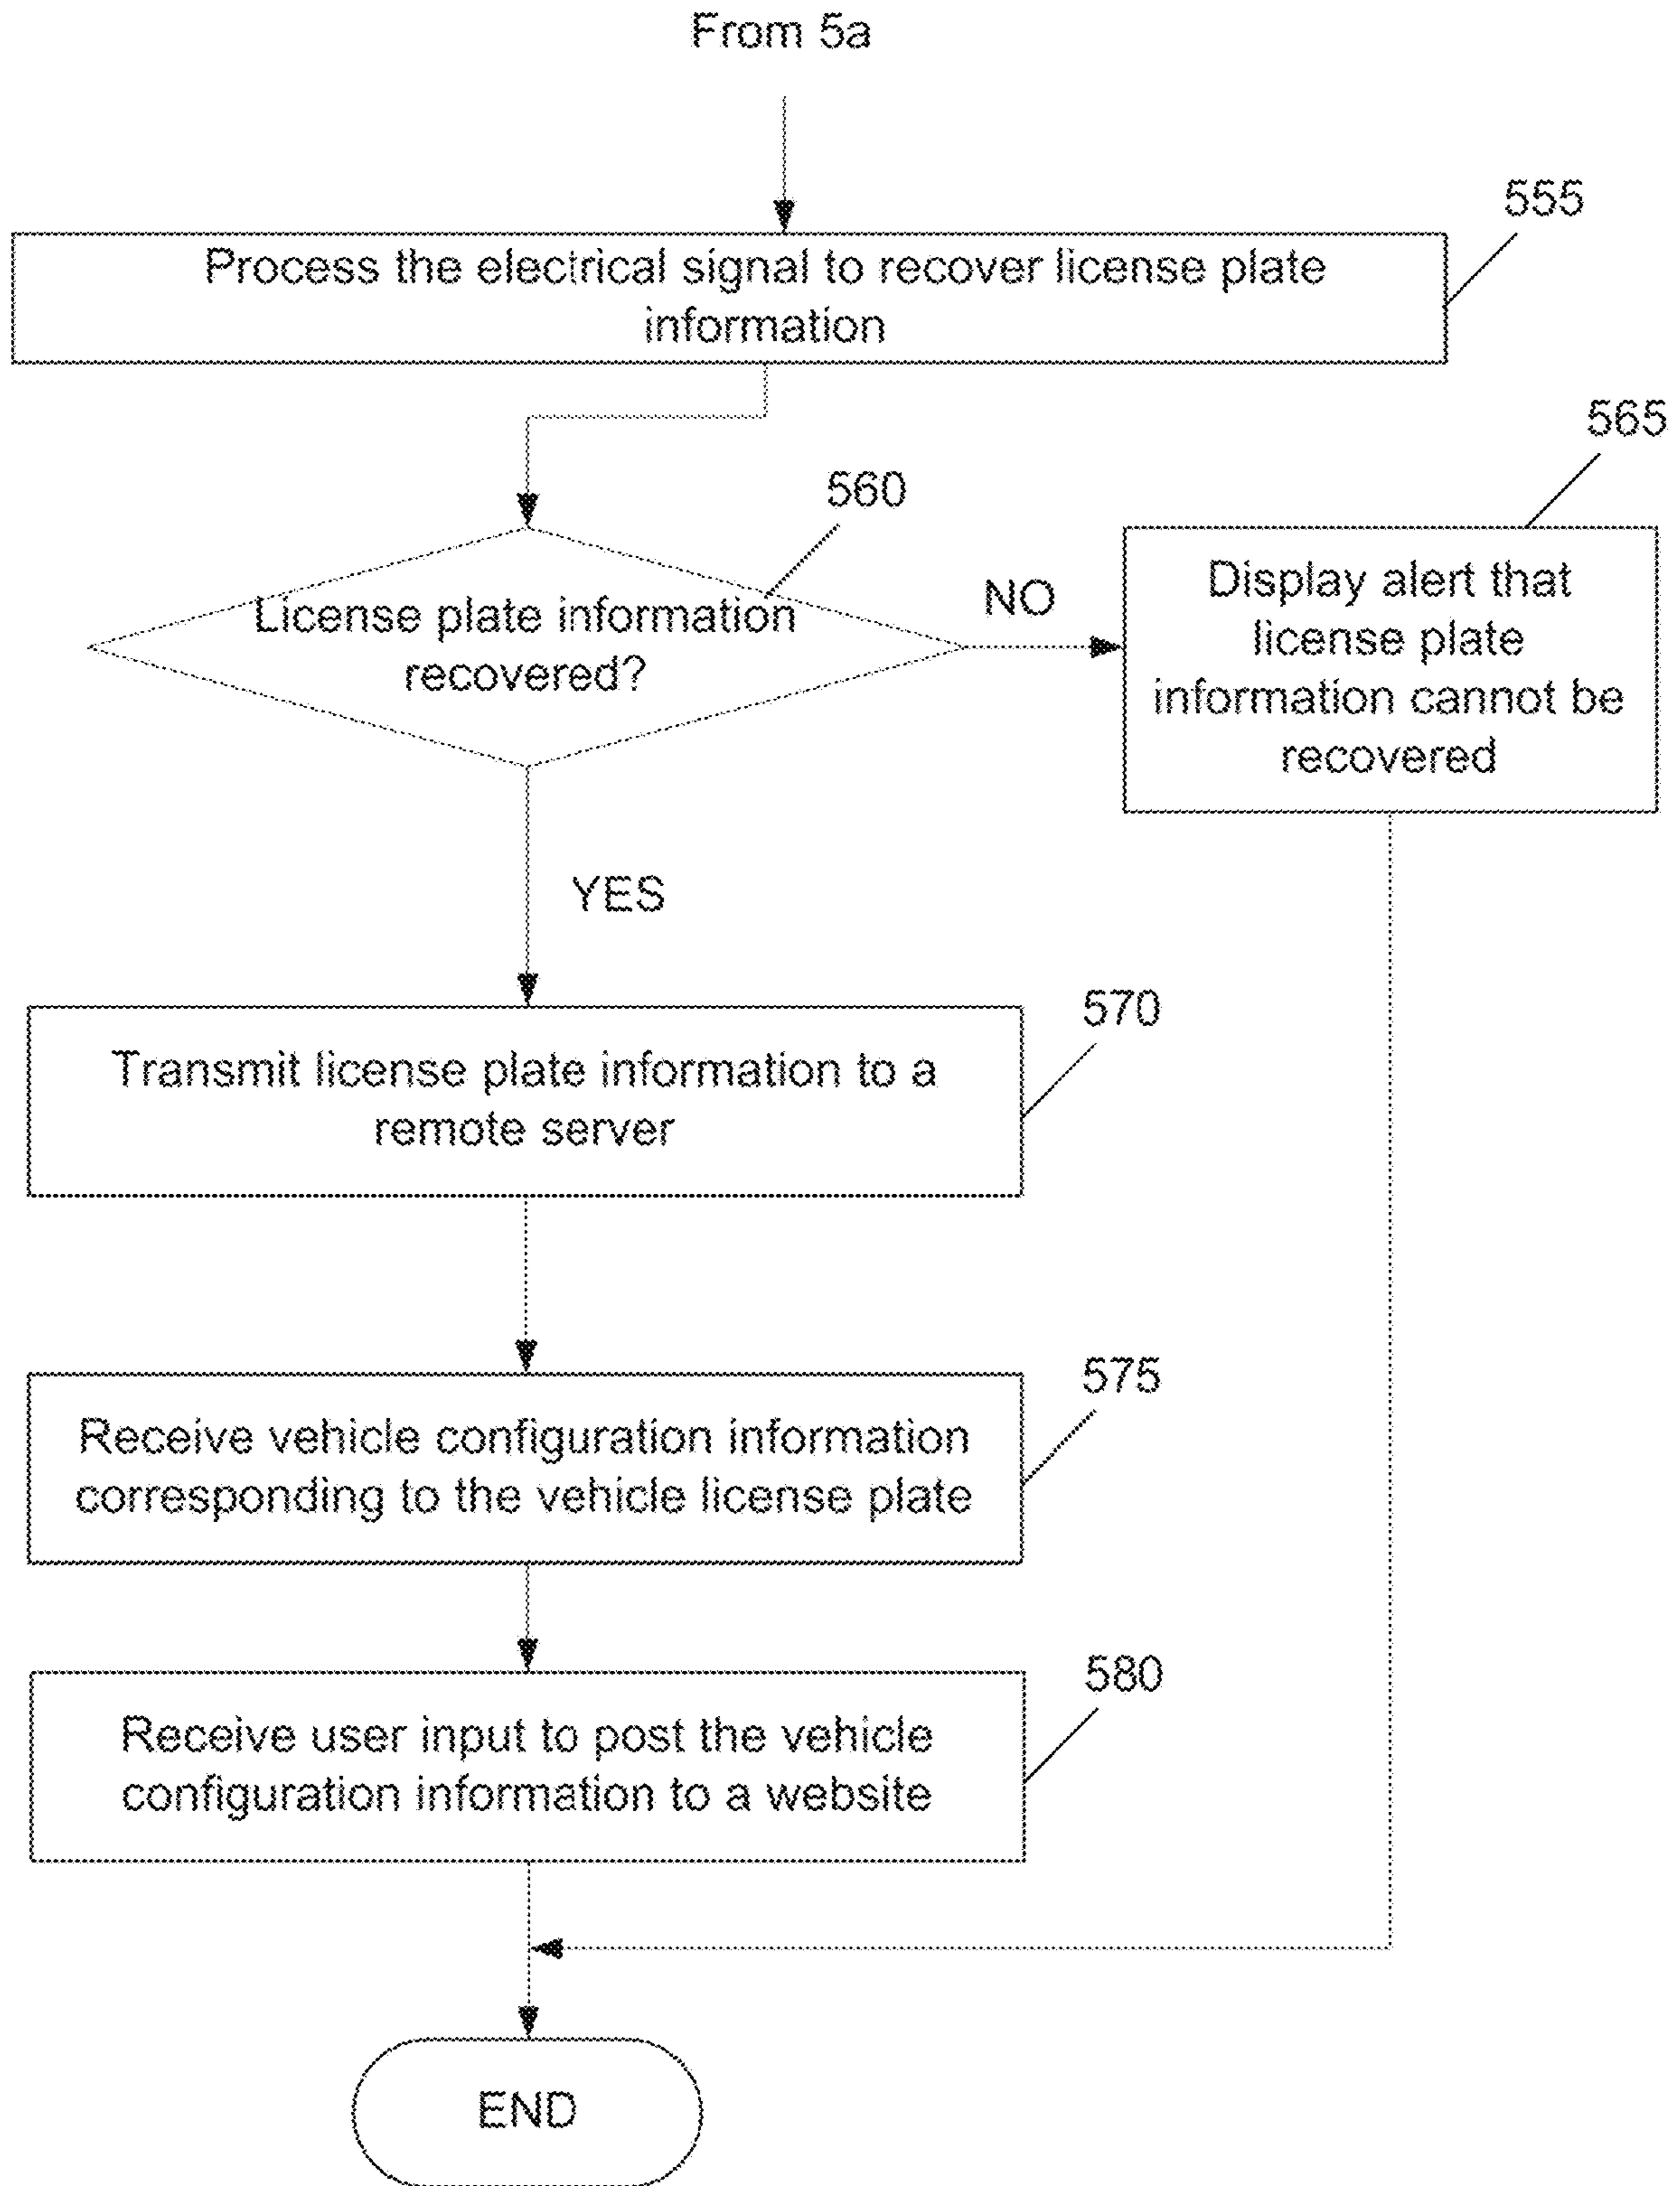 From 5a
555
Process the electrical signal to recover license plate
information
565
560
License plate information
recovered?
NO
Display alert that
license plate
information cannot be
recovered
YES
570
Transmit license plate information to a
remote server
575
Receive vehicle configuration information
corresponding to the vehicle license plate
580
Receive user input to post the vehicle
configuration information to a website
END